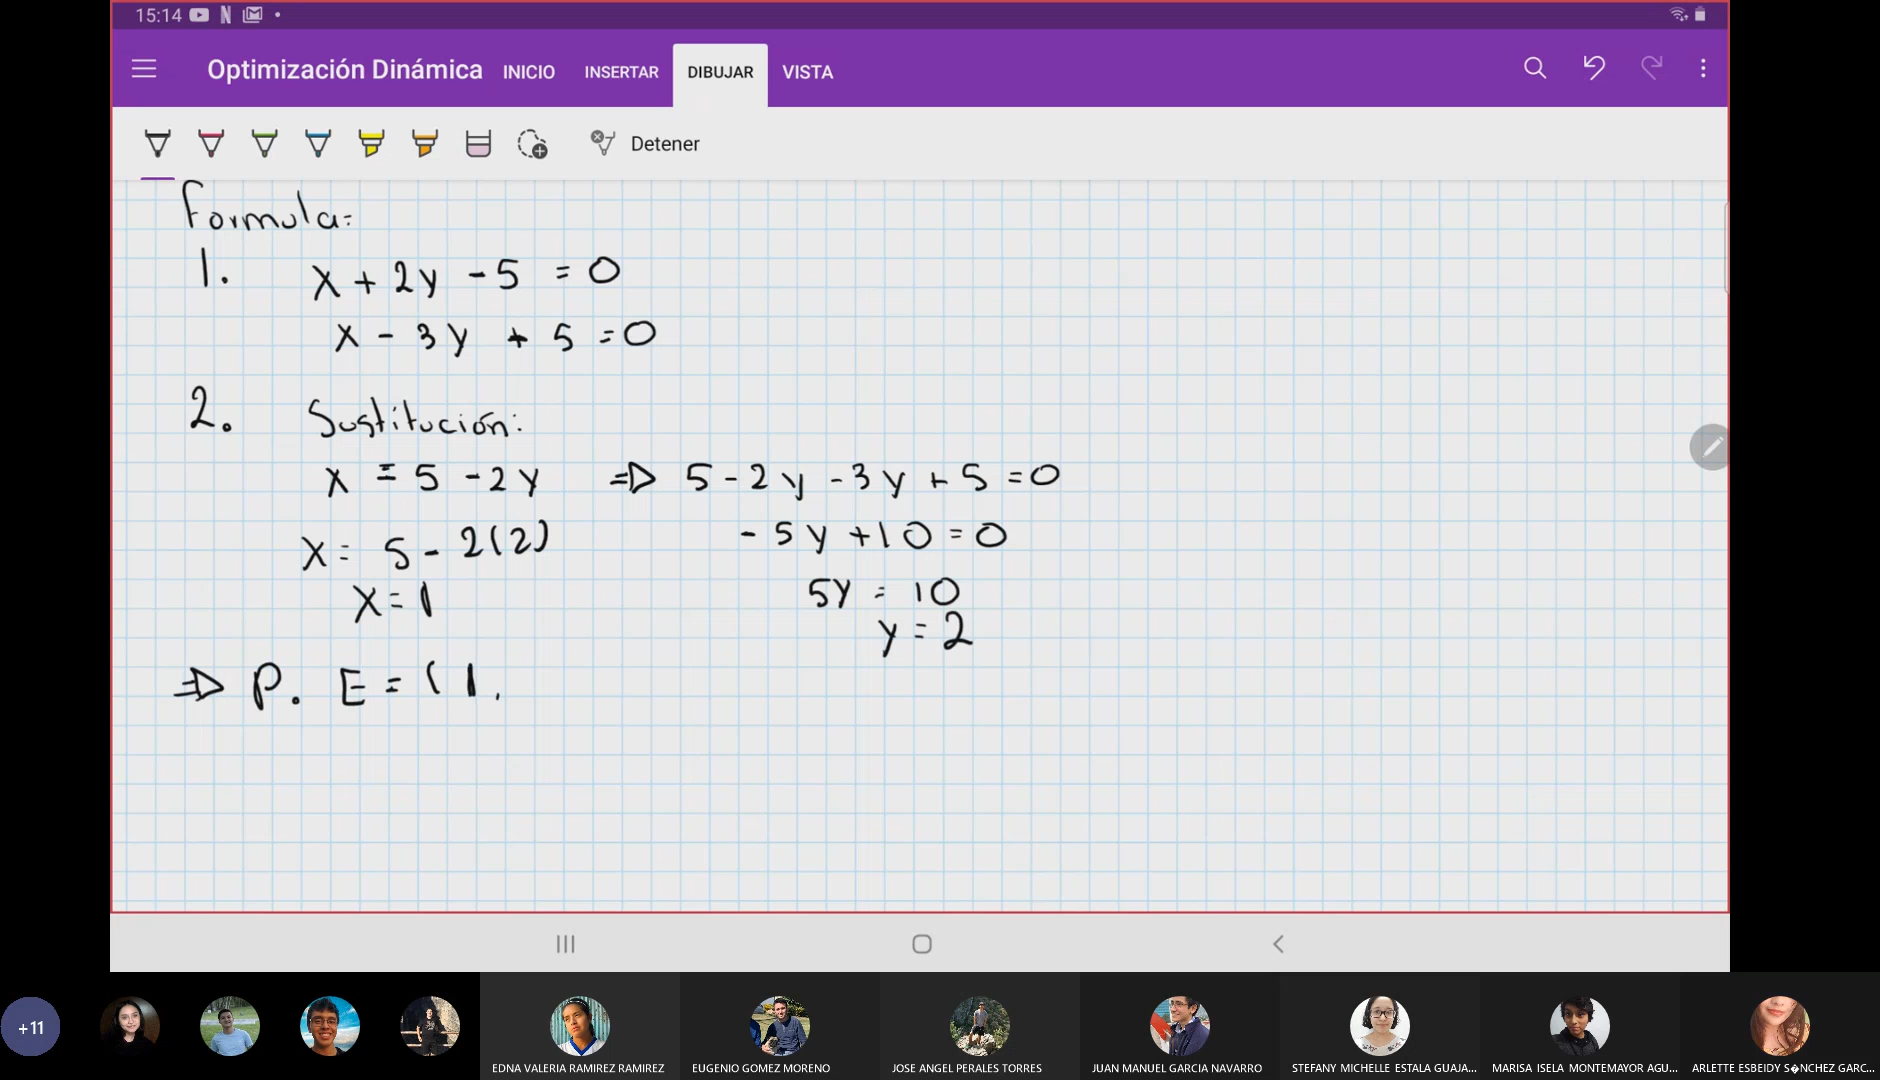 15:14
Optimización Dinámica INICIO INSERTAR DIBUJAR VISTA
Detener
Formula:
1. x + 2y - 5 = 0
x - 3y + 5 = 0
2. Sustitución:
x = 5 - 2y ⇒ 5 - 2y - 3y + 5 = 0
x = 5 - 2(2) - 5y + 10 = 0
x = 1 5y = 10
y = 2
⇒ P. E = ( 1,
+11
EDNA VALERIA RAMIREZ RAMIREZ EUGENIO GOMEZ MORENO JOSE ANGEL PERALES TORRES JUAN MANUEL GARCIA NAVARRO STEFANY MICHELLE ESTALA GUAJA... MARISA ISELA MONTEMAYOR AGU... ARLETTE ESBEIDY S�NCHEZ GARC...